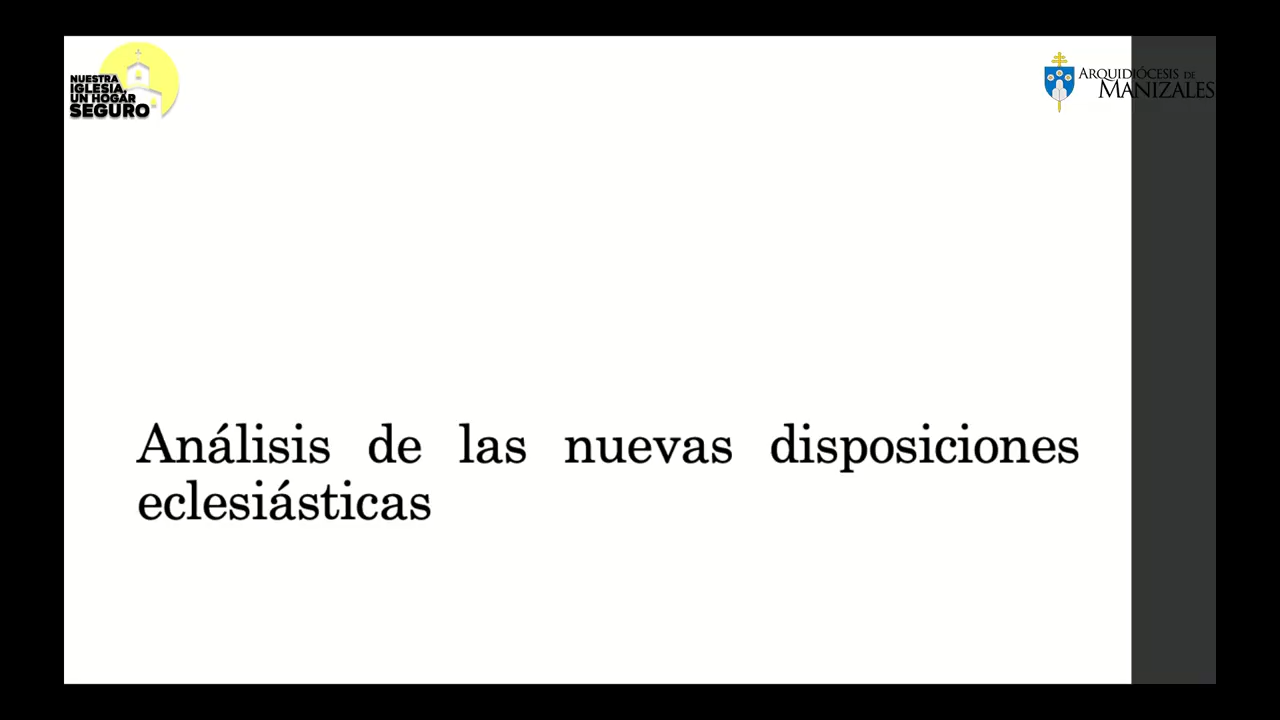 NUESTRA
IGLESIA,
UN HOGAR
SEGURO
ARQUIDIÓCESIS DE
MANIZALES
Análisis de las nuevas disposiciones
eclesiásticas